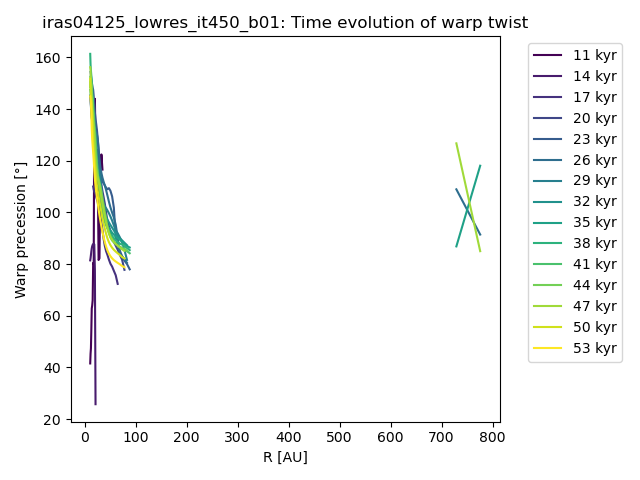 iras04125_lowres_it450_b01: Time evolution of warp twist
Warp precession [°]
160
140
120
100
80
60
40
20
0
100
200
300
400
500
600
700
800
R [AU]
11 kyr
14 kyr
17 kyr
20 kyr
23 kyr
26 kyr
29 kyr
32 kyr
35 kyr
38 kyr
41 kyr
44 kyr
47 kyr
50 kyr
53 kyr